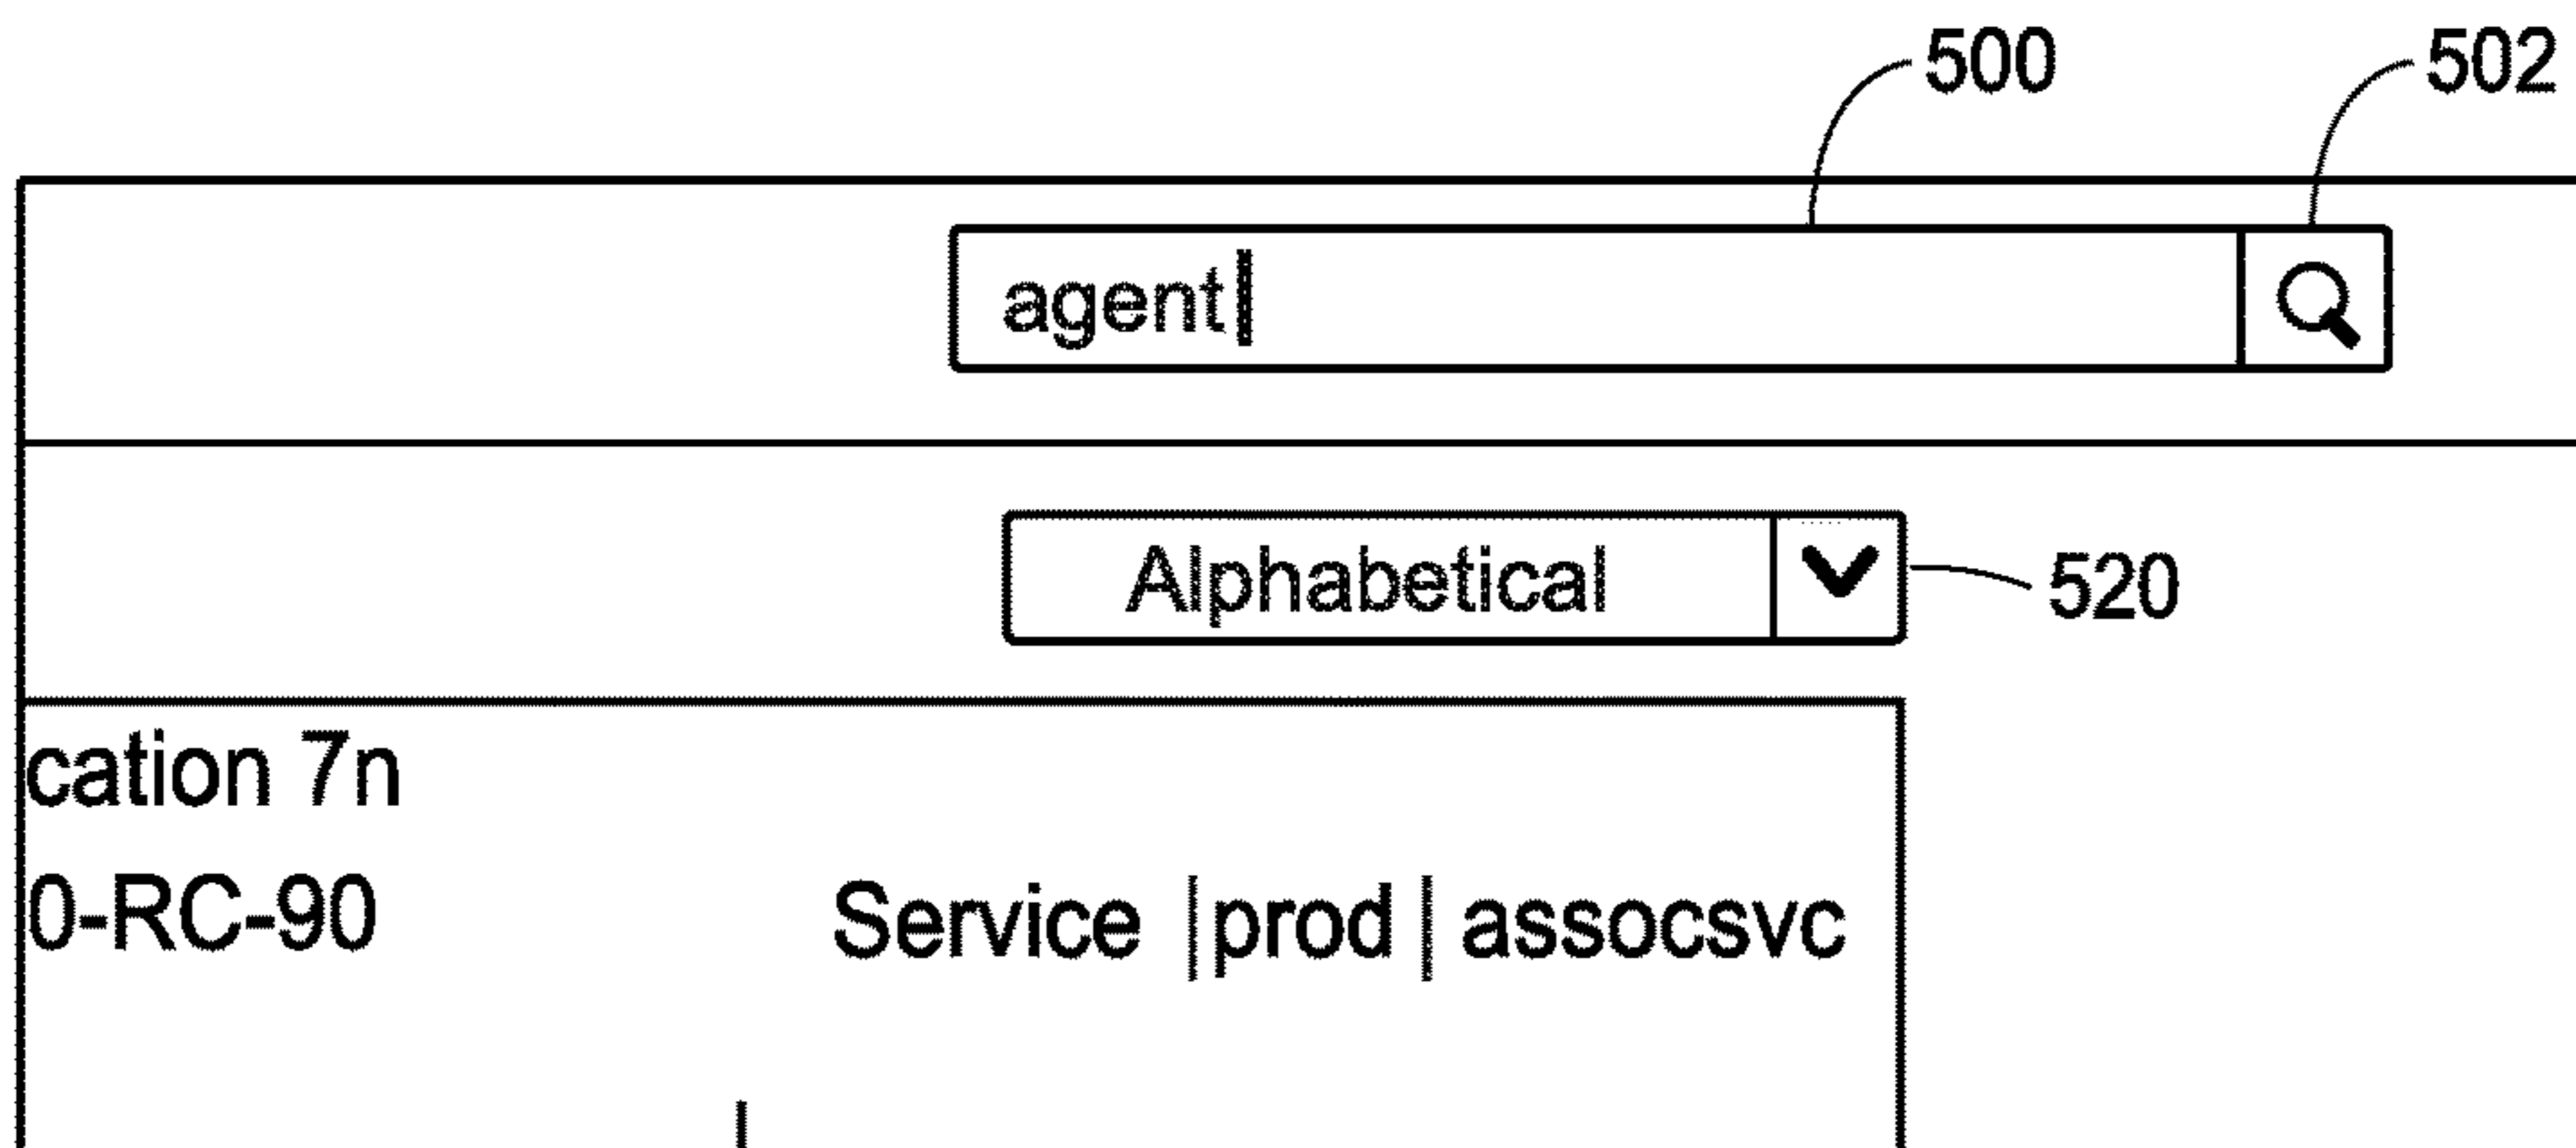 500 502
agent
Alphabetical 520
cation 7n
0-RC-90 Service |prod| assocsvc